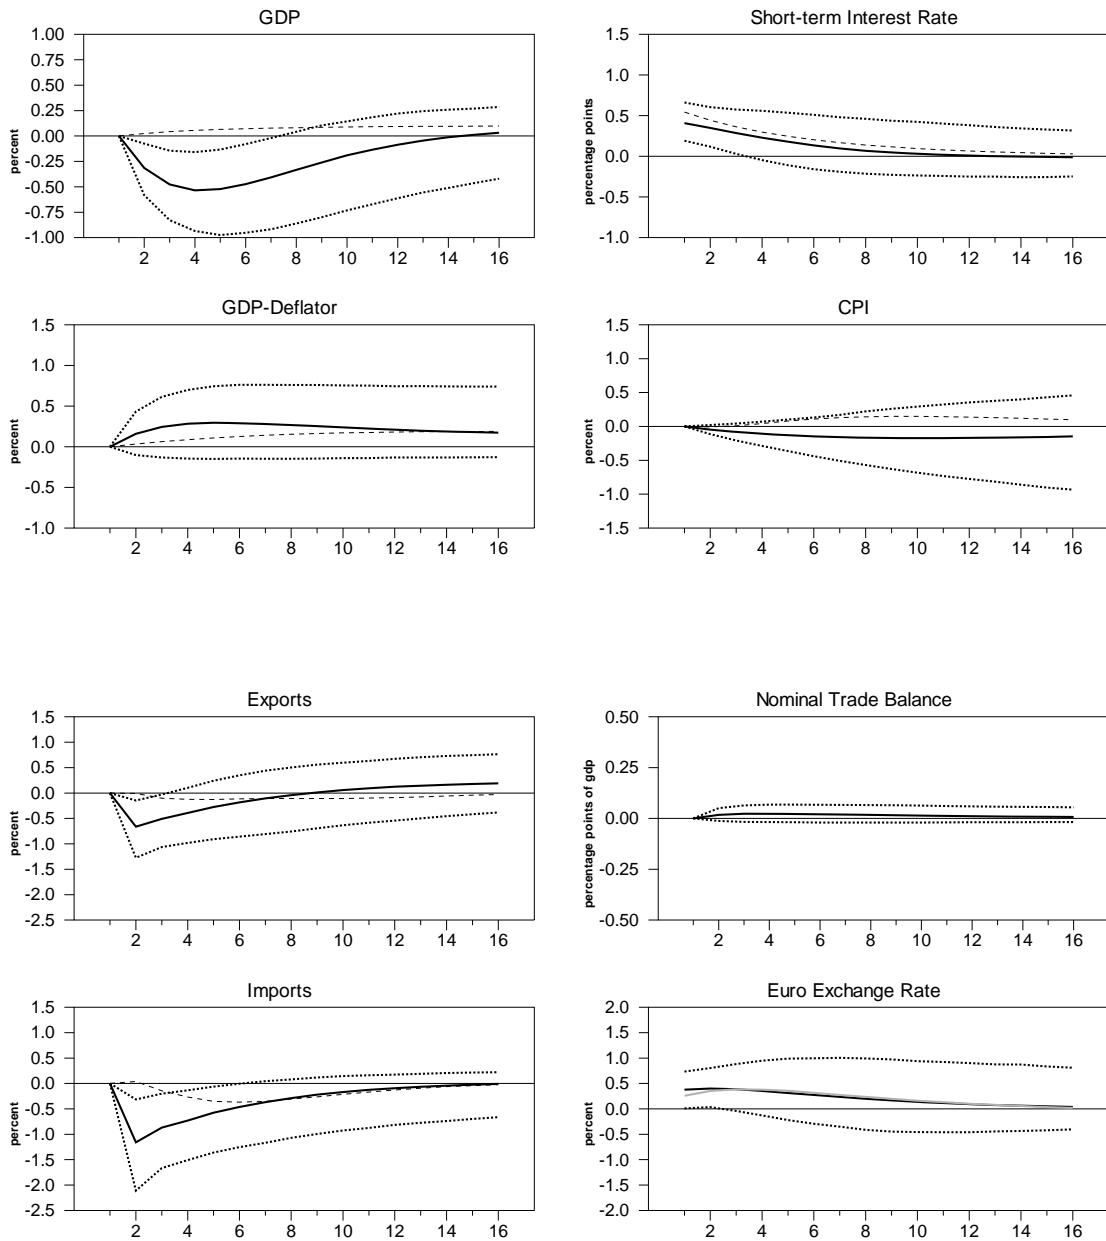 GDP
percent
1.00
0.75
0.50
0.25
0.00
-0.25
-0.50
-0.75
-1.00
2 4 6 8 10 12 14 16
Short-term Interest Rate
percentage points
1.5
1.0
0.5
0.0
-0.5
-1.0
2 4 6 8 10 12 14 16
GDP-Deflator
percent
1.5
1.0
0.5
0.0
-0.5
-1.0
2 4 6 8 10 12 14 16
CPI
percent
1.5
1.0
0.5
0.0
-0.5
-1.0
-1.5
2 4 6 8 10 12 14 16
Exports
percent
1.5
1.0
0.5
0.0
-0.5
-1.0
-1.5
-2.0
-2.5
2 4 6 8 10 12 14 16
Nominal Trade Balance
percentage points of gdp
0.50
0.25
0.00
-0.25
-0.50
2 4 6 8 10 12 14 16
Imports
percent
1.5
1.0
0.5
0.0
-0.5
-1.0
-1.5
-2.0
-2.5
2 4 6 8 10 12 14 16
Euro Exchange Rate
percent
2.0
1.5
1.0
0.5
0.0
-0.5
-1.0
-1.5
-2.0
2 4 6 8 10 12 14 16